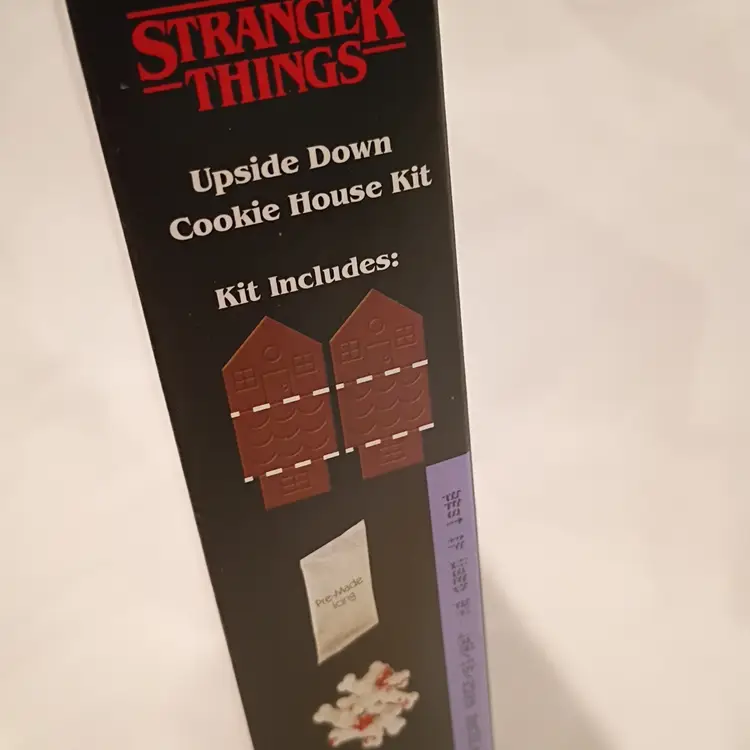 STRANGER
THINGS
Upside Down
Cookie House Kit
Kit Includes:
Pre-Made
Icing